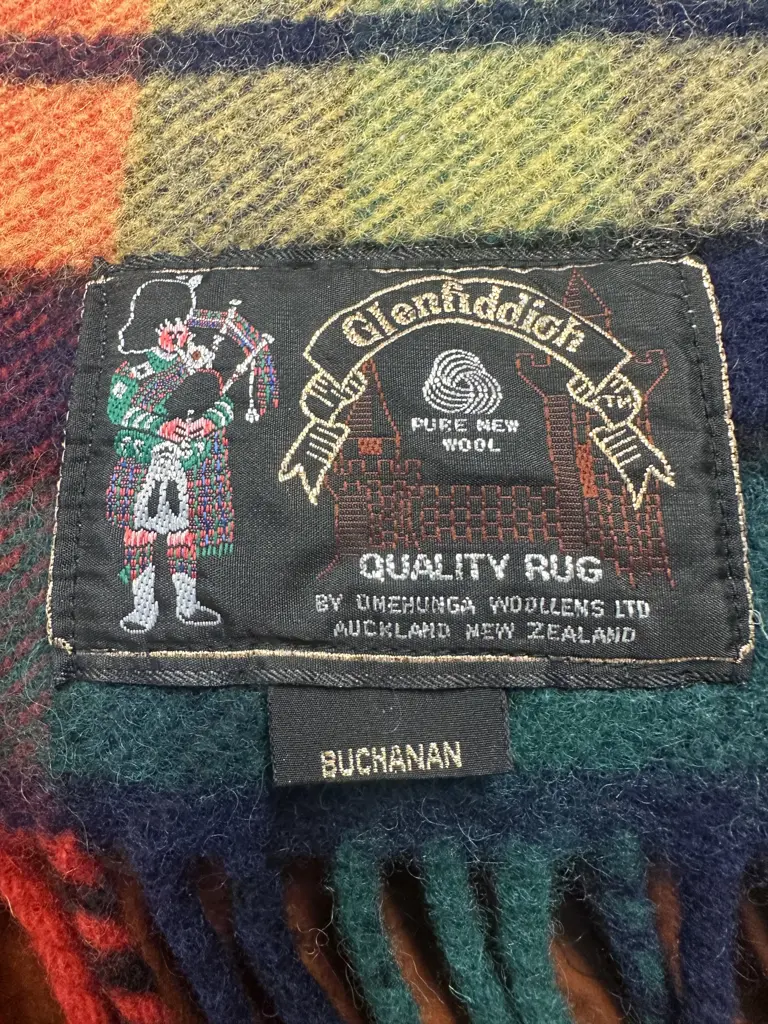 Glenfiddich
TM
PURE NEW
WOOL
QUALITY RUG
BY ONEHUNGA WOOLLENS LTD
AUCKLAND NEW ZEALAND
BUCHANAN